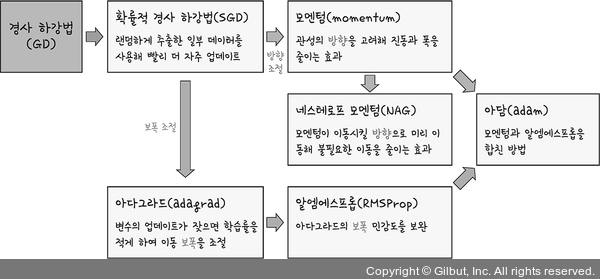 경사 하강법
(GD)
확률적 경사 하강법(SGD)
랜덤하게 추출한 일부 데이터를
사용해 빨리 더 자주 업데이트
방향
조절
모멘텀(momentum)
관성의 방향을 고려해 진동과 폭을
줄이는 효과
네스테로프 모멘텀(NAG)
모멘텀이 이동시킬 방향으로 미리 이
동해 불필요한 이동을 줄이는 효과
아담(adam)
모멘텀과 알엠에스프롭을
합친 방법
보폭 조절
아다그라드(adagrad)
변수의 업데이트가 잦으면 학습률을
적게 하여 이동 보폭을 조절
알엠에스프롭(RMSProp)
아다그라드의 보폭 민감도를 보완
Copyright © Gilbut, Inc. All rights reserved.